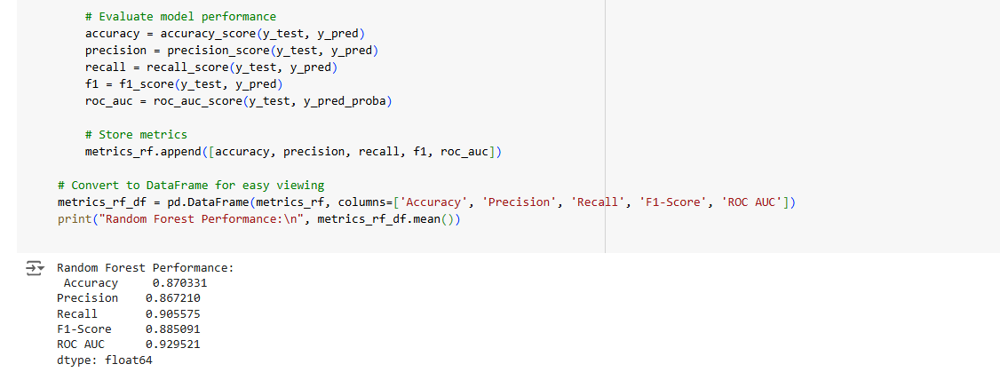 # Evaluate model performance
accuracy = accuracy_score(y_test, y_pred)
precision = precision_score(y_test, y_pred)
recall = recall_score(y_test, y_pred)
f1 = f1_score(y_test, y_pred)
roc_auc = roc_auc_score(y_test, y_pred_proba)
# Store metrics
metrics_rf.append([accuracy, precision, recall, f1, roc_auc])
# Convert to DataFrame for easy viewing
metrics_rf_df = pd.DataFrame(metrics_rf, columns=['Accuracy', 'Precision', 'Recall', 'F1-Score', 'ROC AUC'])
print("Random Forest Performance:\n", metrics_rf_df.mean())
Random Forest Performance:
Accuracy 0.870331
Precision 0.867210
Recall 0.905575
F1-Score 0.885091
ROC AUC 0.929521
dtype: float64